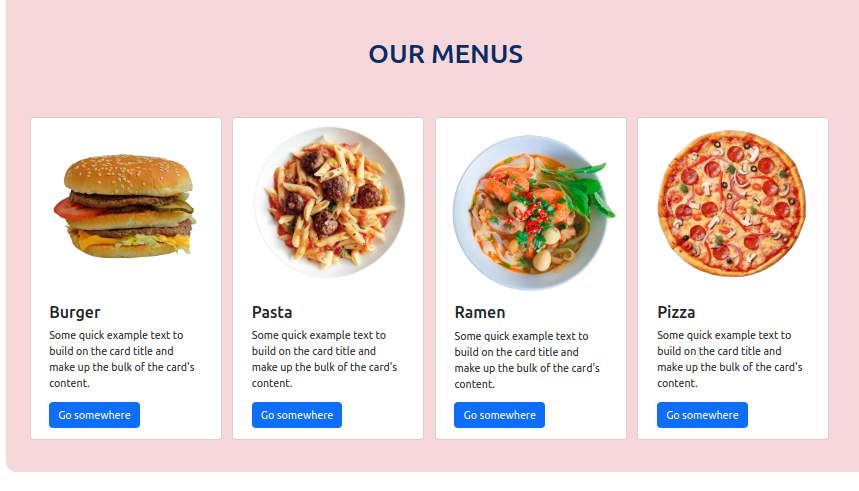 OUR MENUS
Burger
Some quick example text to
build on the card title and
make up the bulk of the card's
content.
Go somewhere
Pasta
Some quick example text to
build on the card title and
make up the bulk of the card's
content.
Go somewhere
Ramen
Some quick example text to
build on the card title and
make up the bulk of the card's
content.
Go somewhere
Pizza
Some quick example text to
build on the card title and
make up the bulk of the card's
content.
Go somewhere